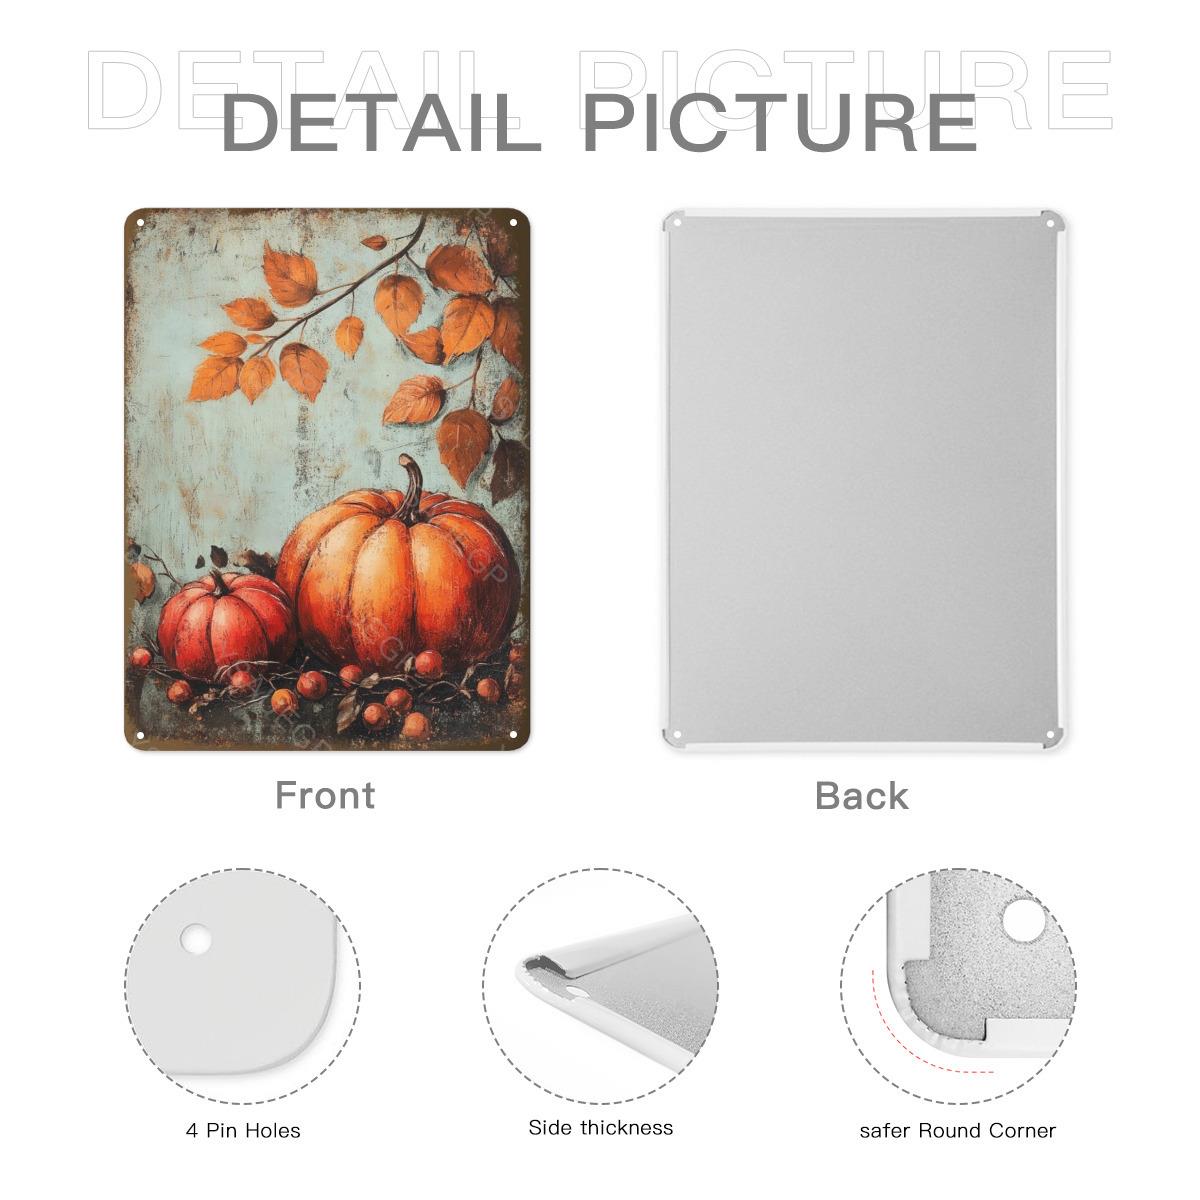 DETAIL PICTURE
DETAIL PICTURE
Front
Back
4 Pin Holes
Side thickness
safer Round Corner